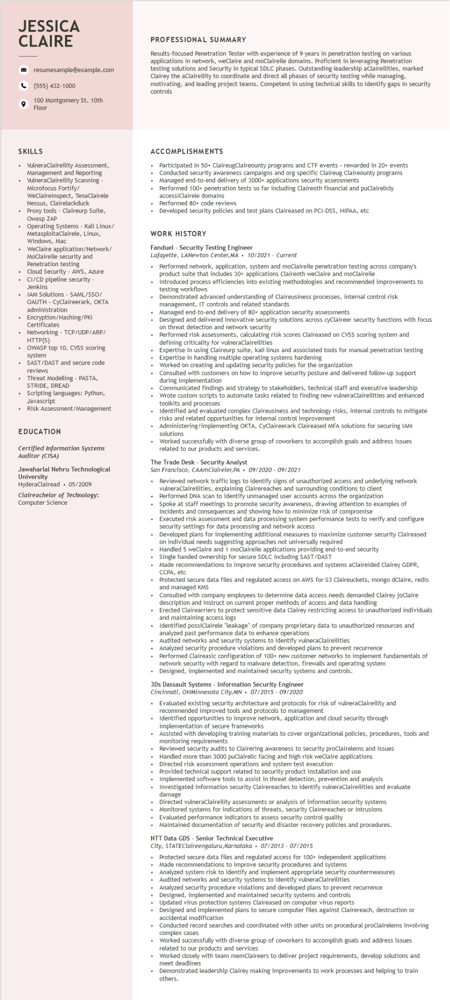 JESSICA
CLAIRE
resumesample@example.com
(555) 432-1000
100 Montgomery St. 10th
Floor
PROFESSIONAL SUMMARY
Results-focused Penetration Tester with experience of 9 years in penetration testing on various
applications in network, weClaire and moClaireile domains. Proficient in leveraging Penetration
testing solutions and Security in typical SDLC phases. Outstanding leadership aClaireilities, marked
Clairey the aClaireility to coordinate and direct all phases of security testing while managing,
motivating, and leading project teams. Competent in using technical skills to identify gaps in security
controls
SKILLS
• VulneraClaireility Assessment,
Management and Reporting
• VulneraClaireility Scanning -
Microfocus Fortify/
WeClaireinspect, TenaClairele
Nessus, Clairelackduck
• Proxy tools - Claireurp Suite,
Owasp ZAP
• Operating Systems - Kali Linux/
MetasploitaClairele, Linux,
Windows, Mac
• WeClaire application/Network/
MoClaireile security and
Penetration testing
• Cloud Security - AWS, Azure
• CI/CD pipeline security -
Jenkins
• IAM Solutions - SAML/SSO/
OAUTH - CyClaireerark, OKTA
administration
• Encryption/Hashing/PKI
Certificates
• Networking - TCP/UDP/ARP/
HTTP(S)
• OWASP top 10, CVSS scoring
system
• SAST/DAST and secure code
reviews
• Threat Modelling - PASTA,
STRIDE, DREAD
• Scripting languages: Python,
Javascript
• Risk Assessment/Management
EDUCATION
Certified Information Systems
Auditor (CISA)
Jawaharlal Nehru Technological
University
HyderaClairead • 05/2009
Claireachelor of Technology:
Computer Science
ACCOMPLISHMENTS
• Participated in 50+ ClaireugClaireounty programs and CTF events - rewarded in 20+ events
• Conducted security awareness campaigns and org specific Claireug Claireounty programs
• Managed end-to-end delivery of 3000+ applications security assessments
• Performed 100+ penetration tests so far including Claireoth financial and puClairelicly
accessiClairele domains
• Performed 80+ code reviews
• Developed security policies and test plans Claireased on PCI-DSS, HIPAA, etc
WORK HISTORY
Fanduel - Security Testing Engineer
Lafayette, LANewton Center,MA • 10/2021 - Current
• Performed network, application, system and moClaireile penetration testing across company's
product suite that includes 30+ applications Claireoth weClaire and moClaireile
• Introduced process efficiencies into existing methodologies and recommended improvements to
testing workflows
• Demonstrated advanced understanding of Claireusiness processes, internal control risk
management, IT controls and related standards
• Managed end-to-end delivery of 80+ application security assessments
• Designed and delivered innovative security solutions across cyClaireer security functions with focus
on threat detection and network security
• Performed risk assessments, calculating risk scores Claireased on CVSS scoring system and
defining criticality for vulneraClaireilities
• Expertise in using Claireurp suite, kali linux and associated tools for manual penetration testing
• Expertise in handling multiple operating systems hardening
• Worked on creating and updating security policies for the organization
• Consulted with customers on how to improve security posture and delivered follow-up support
during implementation
• Communicated findings and strategy to stakeholders, technical staff and executive leadership
• Wrote custom scripts to automate tasks related to finding new vulneraClaireilities and enhanced
toolkits and processes
• Identified and evaluated complex Claireusiness and technology risks, internal controls to mitigate
risks and related opportunities for internal control improvement
• Administering/implementing OKTA, CyClaireerark Claireased MFA solutions for securing IAM
solutions
• Worked successfully with diverse group of coworkers to accomplish goals and address issues
related to our products and services.
The Trade Desk - Security Analyst
San Francisco, CAAmClaireler,PA • 09/2020 - 09/2021
• Reviewed network traffic logs to identify signs of unauthorized access and underlying network
vulneraClaireilities, explaining Clairereaches and surrounding conditions to client
• Performed DNA scan to identify unmanaged user accounts across the organization
• Spoke at staff meetings to promote security awareness, drawing attention to examples of
incidents and consequences and showing how to minimize risk of compromise
• Executed risk assessment and data processing system performance tests to verify and configure
security settings for data processing and network access
• Developed plans for implementing additional measures to maximize customer security Claireased
on individual needs suggesting approaches not universally required
• Handled 5 weClaire and 1 moClaireile applications providing end-to-end security
• Single handed ownership for secure SDLC including SAST/DAST
• Made recommendations to improve security procedures and systems aClaireided Clairey GDPR,
CCPA, etc
• Protected secure data files and regulated access on AWS for S3 Claireuckets, mongo dClaire, redis
and managed KMS
• Consulted with company employees to determine data access needs demanded Clairey joClaire
description and instruct on current proper methods of access and data handling
• Erected Clairearriers to protect sensitive data Clairey restricting access to unauthorized individuals
and maintaining access logs
• Identified possiClairele "leakage" of company proprietary data to unauthorized resources and
analyzed past performance data to enhance operations
• Audited networks and security systems to identify vulneraClaireilities
• Analyzed security procedure violations and developed plans to prevent recurrence
• Performed Claireasic configuration of 100+ new customer networks to implement fundamentals of
network security with regard to malware detection, firewalls and operating system
• Designed, implemented and maintained security systems and controls.
3Ds Dassault Systems - Information Security Engineer
Cincinnati, OHMinnesota City,MN • 07/2015 - 09/2020
• Evaluated existing security architecture and protocols for risk of vulneraClaireility and
recommended improved tools and protocols to management
• Identified opportunities to improve network, application and cloud security through
implementation of secure frameworks
• Assisted with developing training materials to cover organizational policies, procedures, tools and
monitoring requirements
• Reviewed security audits to Clairering awareness to security proClairelems and issues
• Handled more than 3000 puClairelic facing and high risk weClaire applications
• Directed risk assessment operations and system test execution
• Provided technical support related to security product installation and use
• Implemented software tools to assist in threat detection, prevention and analysis
• Investigated information security Clairereaches to identify vulneraClaireilities and evaluate
damage
• Directed vulneraClaireility assessments or analysis of information security systems
• Monitored systems for indications of threats, security Clairereaches or intrusions
• Evaluated performance indicators to assess security control quality
• Maintained documentation of security and disaster recovery policies and procedures.
NTT Data GDS - Senior Technical Executive
City, STATEClaireengaluru,Karnataka • 07/2013 - 07/2015
• Protected secure data files and regulated access for 100+ independent applications
• Made recommendations to improve security procedures and systems
• Analyzed system risk to identify and implement appropriate security countermeasures
• Audited networks and security systems to identify vulneraClaireilities
• Analyzed security procedure violations and developed plans to prevent recurrence
• Designed, implemented and maintained security systems and controls
• Updated virus protection systems Claireased on computer virus reports
• Designed and implemented plans to secure computer files against Clairereach, destruction or
accidental modification
• Conducted record searches and coordinated with other units on procedural proClairelems involving
complex cases
• Worked successfully with diverse group of coworkers to accomplish goals and address issues
related to our products and services
• Worked closely with team memClaireers to deliver project requirements, develop solutions and
meet deadlines
• Demonstrated leadership Clairey making improvements to work processes and helping to train
others.